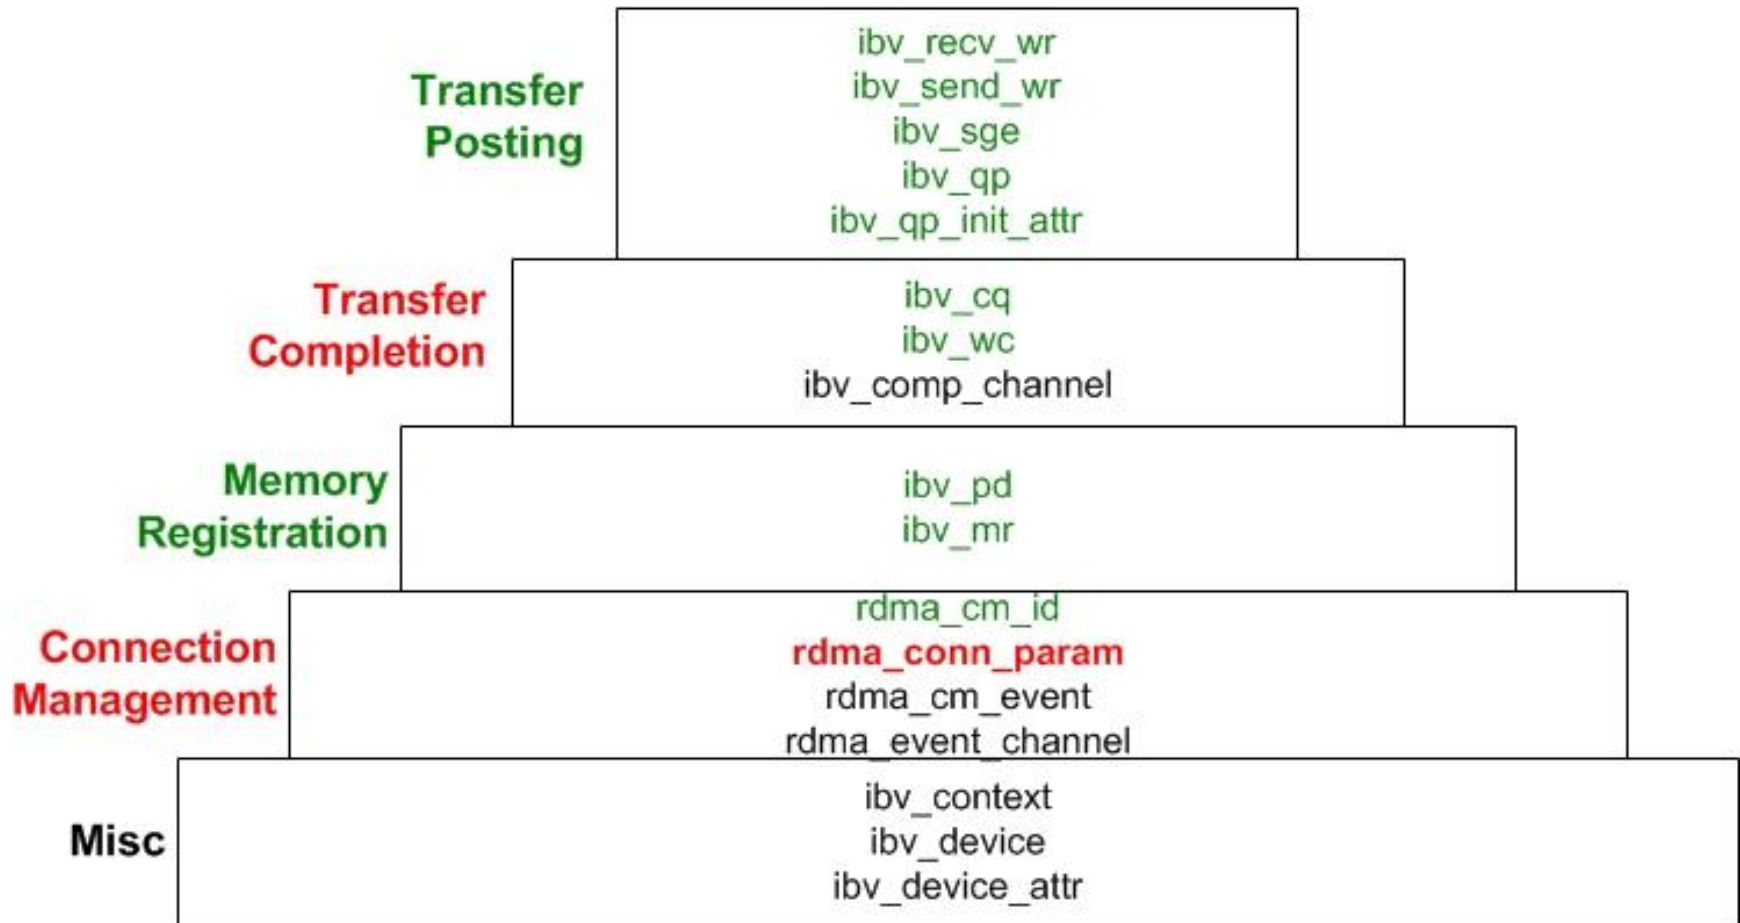 Transfer
Posting
ibv_recv_wr
ibv_send_wr
ibv_sge
ibv_qp
ibv_qp_init_attr
Transfer
Completion
ibv_cq
ibv_wc
ibv_comp_channel
Memory
Registration
ibv_pd
ibv_mr
Connection
Management
rdma_cm_id
rdma_conn_param
rdma_cm_event
rdma_event_channel
Misc
ibv_context
ibv_device
ibv_device_attr